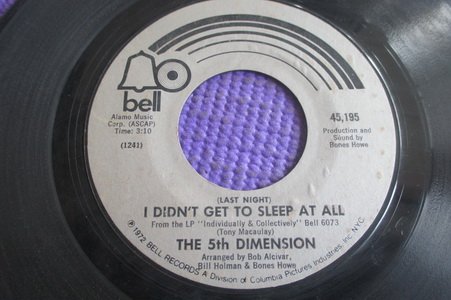 bell
Alamo Music
Corp. (ASCAP)
Time: 3:10
(1241)
45,195
Production and
Sound by
Bones Howe
(LAST NIGHT)
I DIDN'T GET TO SLEEP AT ALL
From the LP "Individually & Collectively" Bell 6073
(Tony Macaulay)
THE 5th DIMENSION
Arranged by Bob Alcivar,
Bill Holman & Bones Howe
℗ 1972 BELL RECORDS A Division of Columbia Pictures Industries, Inc. NYC.